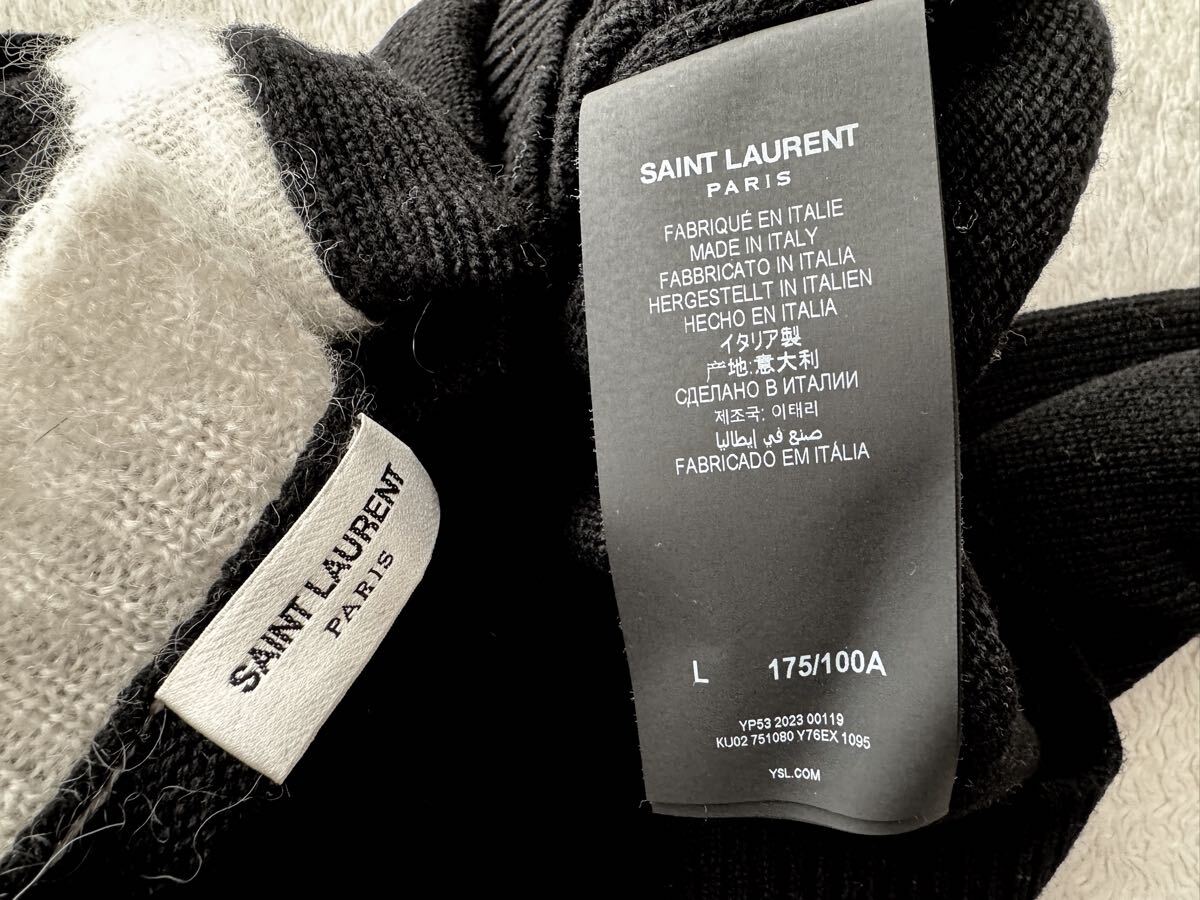 SAINT LAURENT
PARIS
SAINT LAURENT
PARIS
FABRIQUÉ EN ITALIE
MADE IN ITALY
FABBRICATO IN ITALIA
HERGESTELLT IN ITALIEN
HECHO EN ITALIA
イタリア製
产地:意大利
СДЕЛАНО В ИТАЛИИ
제조국: 이태리
صنع في إيطاليا
FABRICADO EM ITÁLIA
L 175/100A
YP53 2023 00119
KU02 751080 Y76EX 1095
YSL.COM